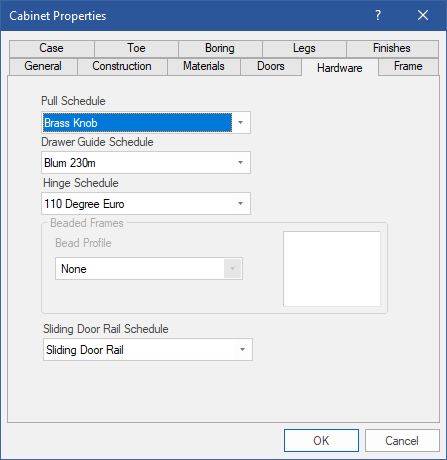 Cabinet Properties
?
Case Toe Boring Legs Finishes
General Construction Materials Doors Hardware Frame
Pull Schedule
Brass Knob
Drawer Guide Schedule
Blum 230m
Hinge Schedule
110 Degree Euro
Beaded Frames
Bead Profile
None
Sliding Door Rail Schedule
Sliding Door Rail
OK Cancel